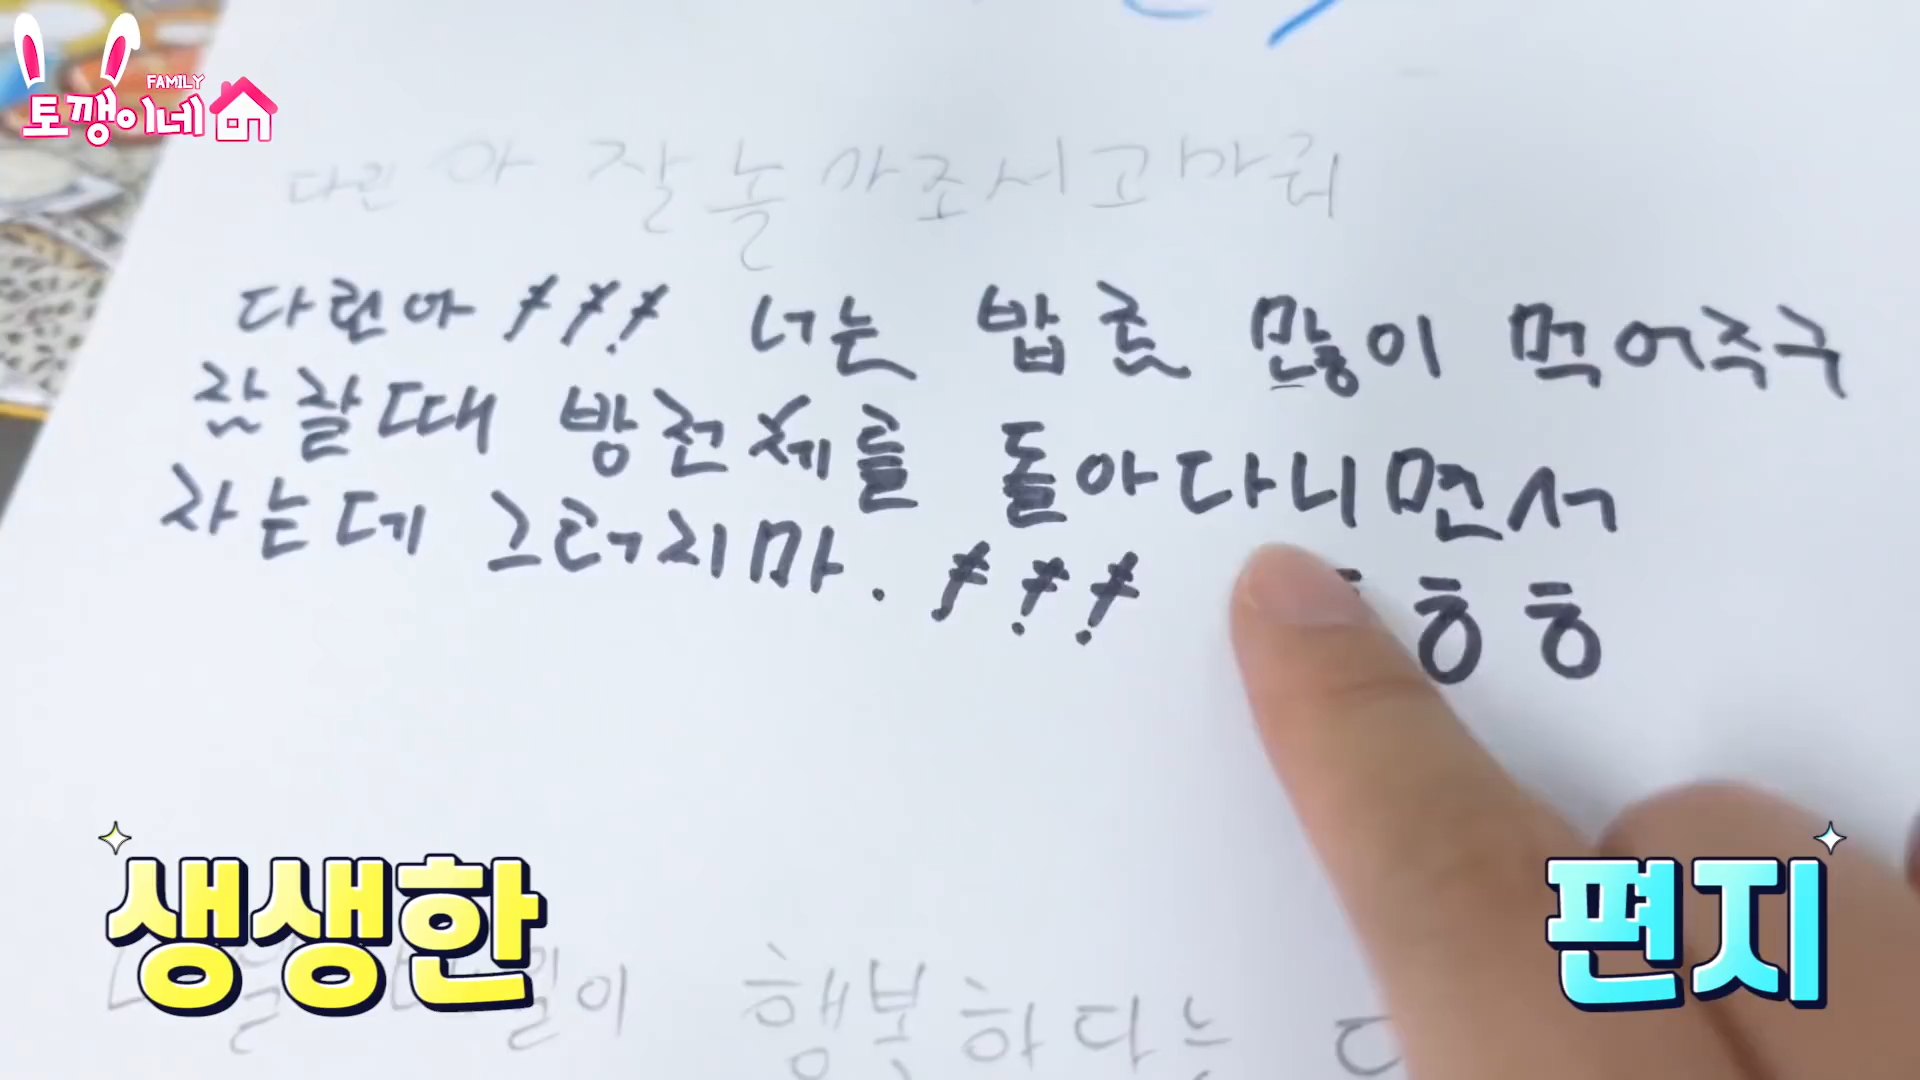 FAMILY
토깽이네
다린아 잘놀아조서고마워
다린아!!! 너는 밥좀 많이 먹어주구
잠잘때 방전체를 돌아다니면서
자는데 그러지마. !!! ㅎㅎ
생생한 편지
행복하다는